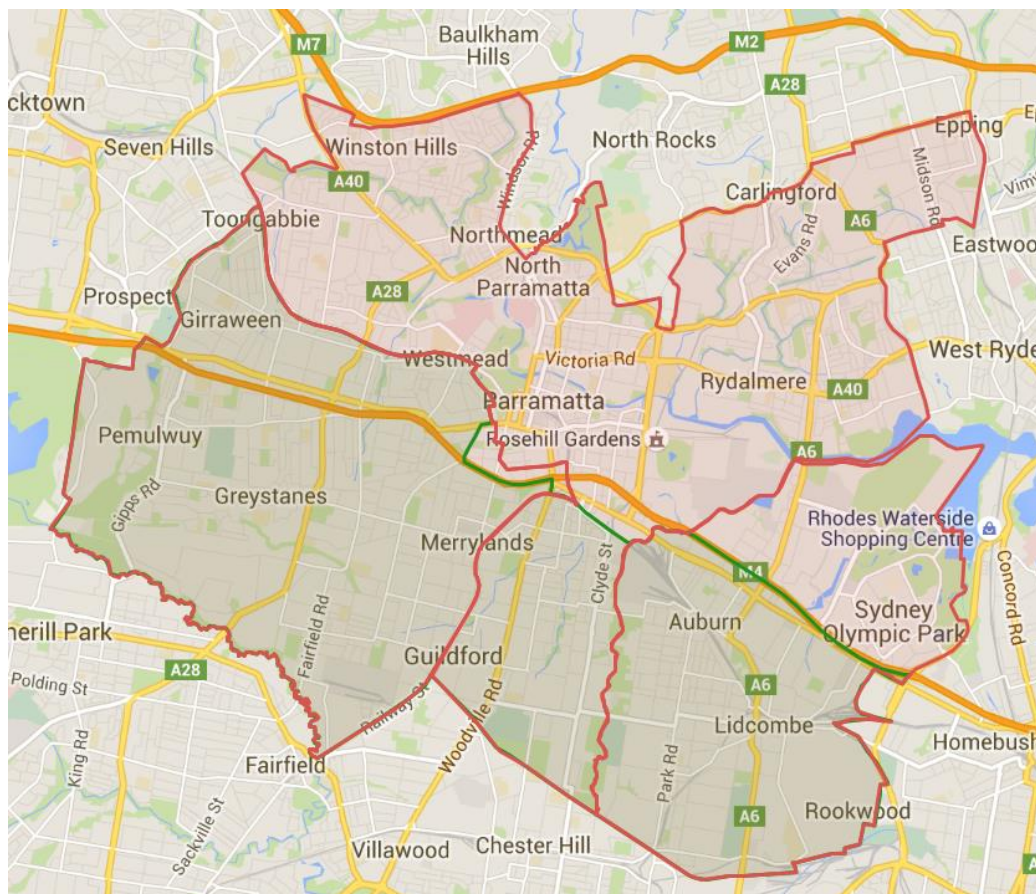 M7
Baulkham
Hills
M2
A28
cktown
Seven Hills
Winston Hills
Windsor Rd
North Rocks
Epping
Ep
A40
Carlingford
Midson Rd
Vimi
Toongabbie
Northmead
A6
Evans Rd
Eastwoo
North
Parramatta
Prospect
A28
Girraween
Westmead
Victoria Rd
West Ryde
Rydalmere
A40
Parramatta
Pemulwuy
Rosehill Gardens
A6
Greystanes
Gipps Rd
Rhodes Waterside
Shopping Centre
Merrylands
Clyde St
M4
Concord Rd
Auburn
Sydney
Olympic Park
herill Park
Fairfield Rd
Guildford
A28
A6
Polding St
Railway St
Woodville Rd
Lidcombe
Homebush
King Rd
Fairfield
Park Rd
Rookwood
A6
Sackville St
Villawood
Chester Hill
A